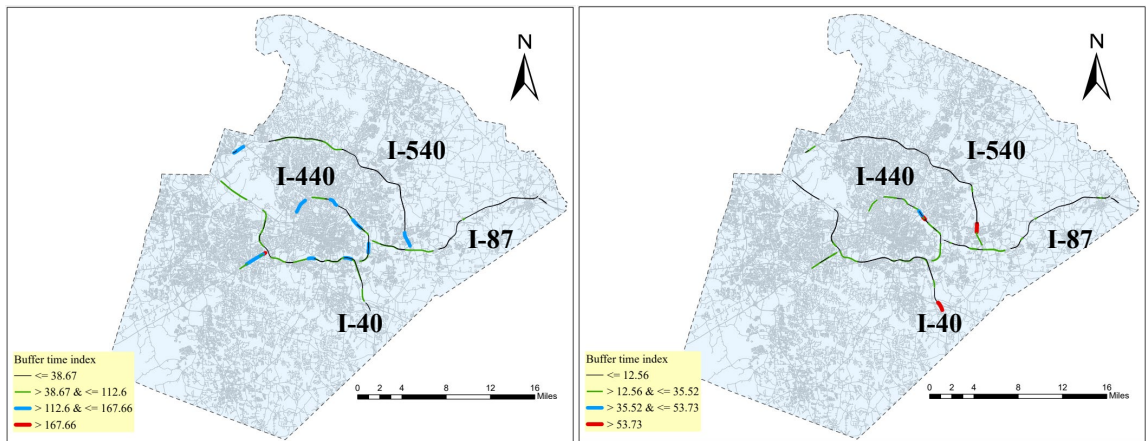 N
I-540
I-440
I-87
I-40
Buffer time index
<= 38.67
> 38.67 & <= 112.6
> 112.6 & <= 167.66
> 167.66
0 2 4 8 12 16
Miles
N
I-540
I-440
I-87
I-40
Buffer time index
<= 12.56
> 12.56 & <= 35.52
> 35.52 & <= 53.73
> 53.73
0 2 4 8 12 16
Miles